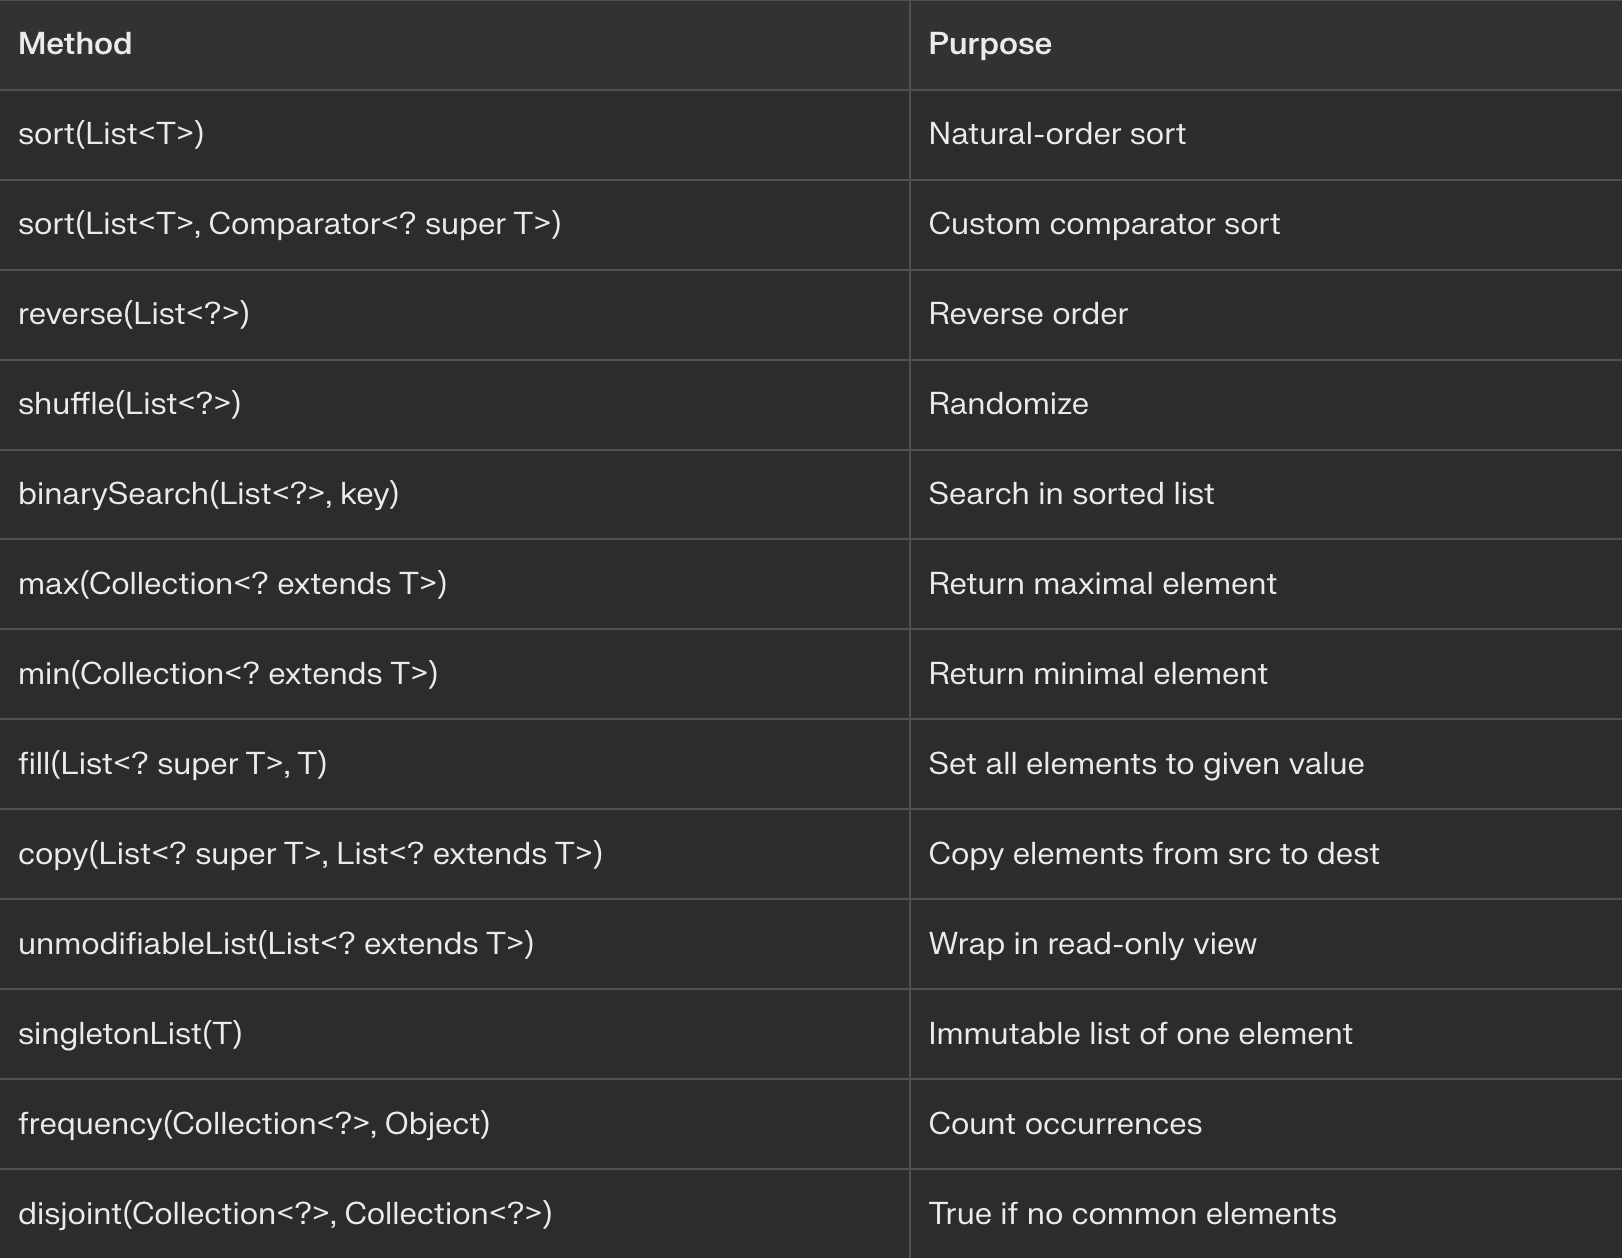 Method Purpose
sort(List<T>) Natural-order sort
sort(List<T>, Comparator<? super T>) Custom comparator sort
reverse(List<?>) Reverse order
shuffle(List<?>) Randomize
binarySearch(List<?>, key) Search in sorted list
max(Collection<? extends T>) Return maximal element
min(Collection<? extends T>) Return minimal element
fill(List<? super T>, T) Set all elements to given value
copy(List<? super T>, List<? extends T>) Copy elements from src to dest
unmodifiableList(List<? extends T>) Wrap in read-only view
singletonList(T) Immutable list of one element
frequency(Collection<?>, Object) Count occurrences
disjoint(Collection<?>, Collection<?>) True if no common elements